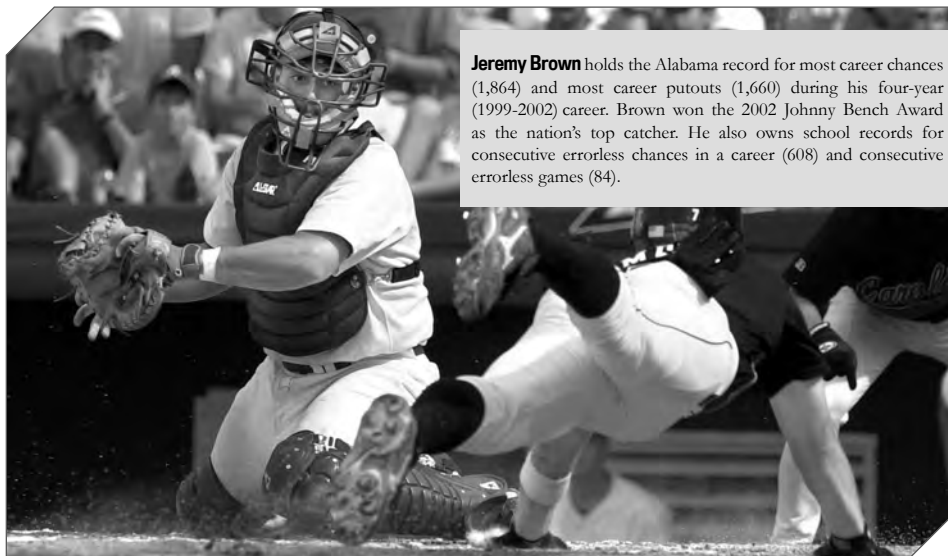 Jeremy Brown holds the Alabama record for most career chances
(1,864) and most career putouts (1,660) during his four-year
(1999-2002) career. Brown won the 2002 Johnny Bench Award
as the nation's top catcher. He also owns school records for
consecutive errorless chances in a career (608) and consecutive
errorless games (84).